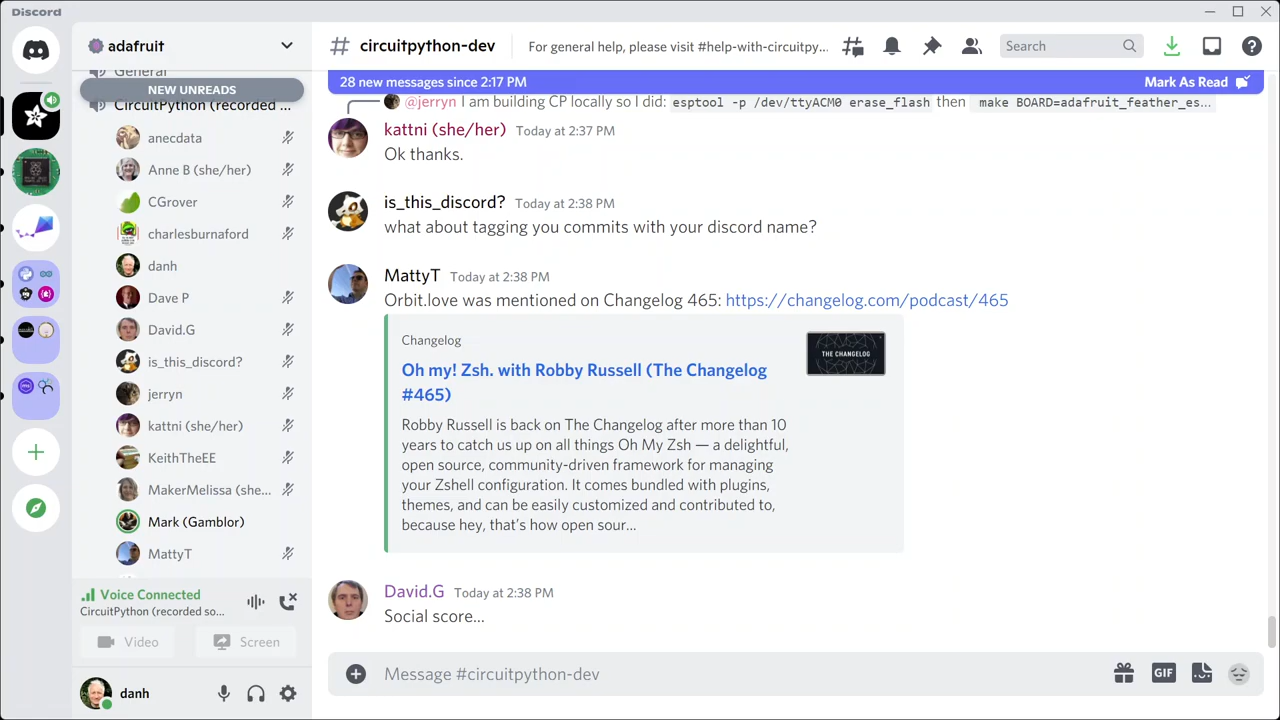 Discord
adafruit
General
NEW UNREADS
CircuitPython (recorded ...
anecdata
Anne B (she/her)
CGrover
charlesburnaford
danh
Dave P
David.G
is_this_discord?
jerryn
kattni (she/her)
KeithTheEE
MakerMelissa (she...
Mark (Gamblor)
MattyT
Voice Connected
CircuitPython (recorded so...
Video
Screen
danh
# circuitpython-dev
For general help, please visit #help-with-circuitpy...
Search
28 new messages since 2:17 PM
Mark As Read
@jerryn I am building CP locally so I did: esptool -p /dev/ttyACM0 erase_flash then make BOARD=adafruit_feather_es...
kattni (she/her) Today at 2:37 PM
Ok thanks.
is_this_discord? Today at 2:38 PM
what about tagging you commits with your discord name?
MattyT Today at 2:38 PM
Orbit.love was mentioned on Changelog 465: https://changelog.com/podcast/465
Changelog
THE CHANGELOG
Oh my! Zsh. with Robby Russell (The Changelog
#465)
Robby Russell is back on The Changelog after more than 10
years to catch us up on all things Oh My Zsh — a delightful,
open source, community-driven framework for managing
your Zshell configuration. It comes bundled with plugins,
themes, and can be easily customized and contributed to,
because hey, that's how open sour...
David.G Today at 2:38 PM
Social score...
Message #circuitpython-dev
GIF